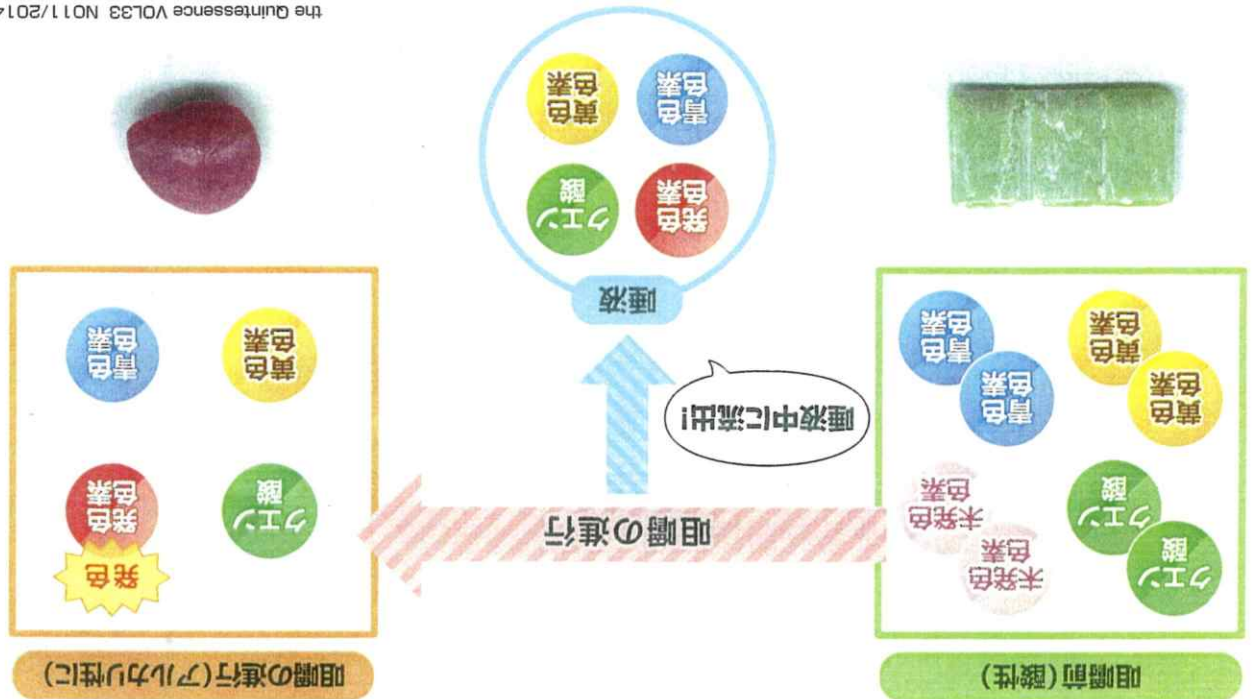 咀嚼前(酸性)
クエン
酸
クエン
酸
未発色
色素
未発色
色素
黄色
色素
黄色
色素
青色
色素
青色
色素
咀嚼の進行
唾液中に流出!
唾液
発色
色素
クエン
酸
青色
色素
黄色
色素
咀嚼の進行(アルカリ性に)
発色
クエン
酸
発色
色素
黄色
色素
青色
色素
the Quintessence VOL33 NO11/2014